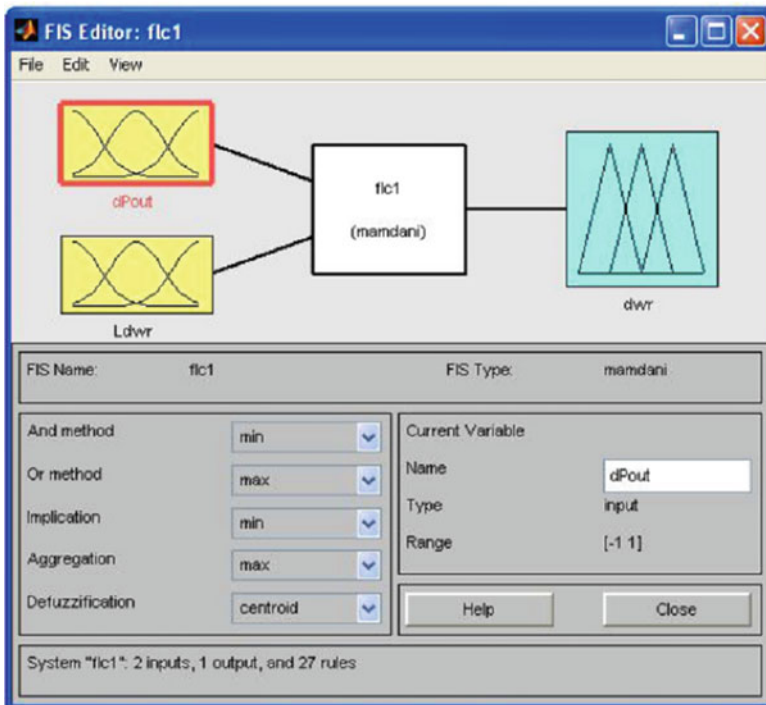 FIS Editor: flc1
File Edit View
dPout
Ldwr
flc1
(mamdani)
dwr
FIS Name: flc1 FIS Type: mamdani
And method min
Or method max
Implication min
Aggregation max
Defuzzification centroid
Current Variable
Name dPout
Type input
Range [-1 1]
Help Close
System "flc1": 2 inputs, 1 output, and 27 rules